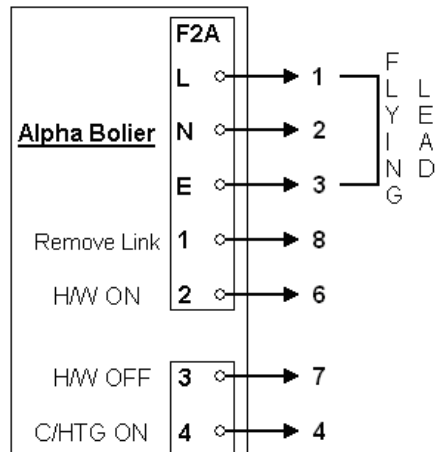 F2A
L 1
Alpha Bolier N 2
E 3
FLYING LEAD
Remove Link 1 8
H/W ON 2 6
H/W OFF 3 7
C/HTG ON 4 4